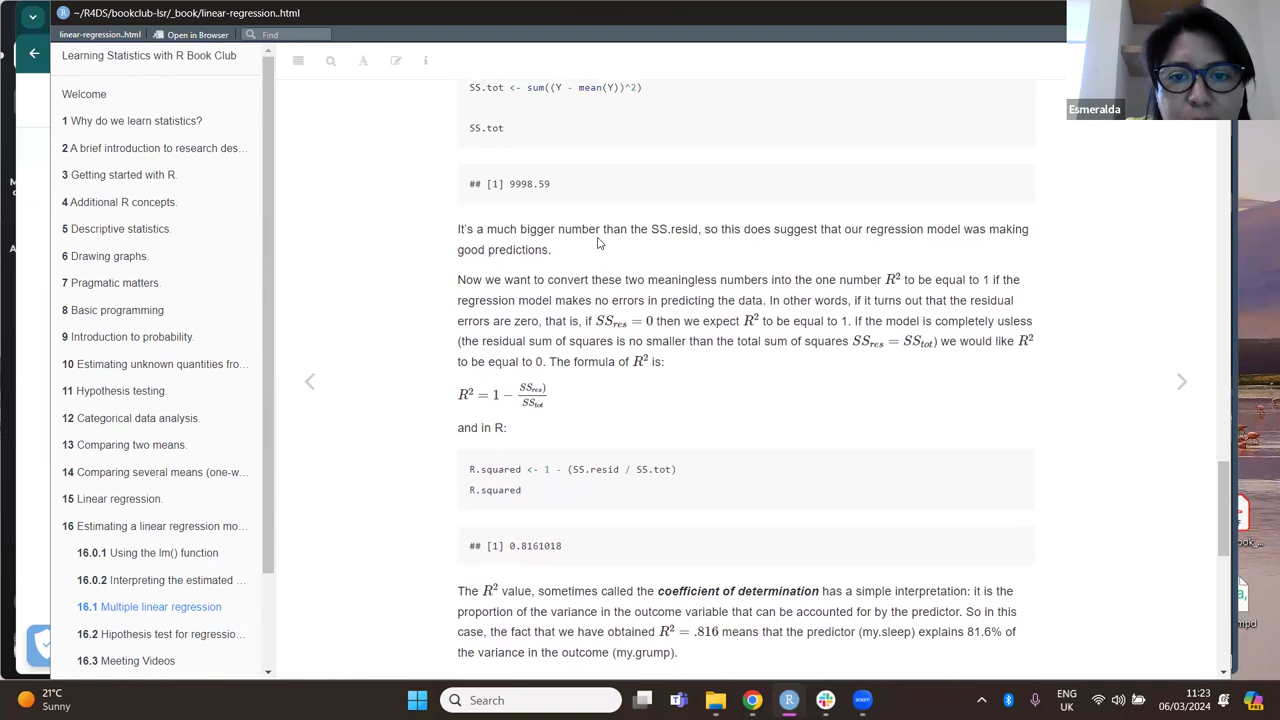 ~/R4DS/bookclub-lsr/_book/linear-regression..html
linear-regression..html
Open in Browser
Find
Learning Statistics with R Book Club
Welcome
1 Why do we learn statistics?
2 A brief introduction to research des…
3 Getting started with R.
4 Additional R concepts.
5 Descriptive statistics.
6 Drawing graphs.
7 Pragmatic matters.
8 Basic programming
9 Introduction to probability.
10 Estimating unknown quantities fro…
11 Hypothesis testing.
12 Categorical data analysis.
13 Comparing two means.
14 Comparing several means (one-w…
15 Linear regression.
16 Estimating a linear regression mo…
16.0.1 Using the lm() function
16.0.2 Interpreting the estimated …
16.1 Multiple linear regression
16.2 Hipothesis test for regressio…
16.3 Meeting Videos
SS.tot <- sum((Y - mean(Y))^2)
SS.tot
## [1] 9998.59
It's a much bigger number than the SS.resid, so this does suggest that our regression model was making
good predictions.
Now we want to convert these two meaningless numbers into the one number R² to be equal to 1 if the
regression model makes no errors in predicting the data. In other words, if it turns out that the residual
errors are zero, that is, if SS_res = 0 then we expect R² to be equal to 1. If the model is completely usless
(the residual sum of squares is no smaller than the total sum of squares SS_res = SS_tot) we would like R²
to be equal to 0. The formula of R² is:
R² = 1 − SS_res) / SS_tot
and in R:
R.squared <- 1 - (SS.resid / SS.tot)
R.squared
## [1] 0.8161018
The R² value, sometimes called the coefficient of determination has a simple interpretation: it is the
proportion of the variance in the outcome variable that can be accounted for by the predictor. So in this
case, the fact that we have obtained R² = .816 means that the predictor (my.sleep) explains 81.6% of
the variance in the outcome (my.grump).
Esmeralda
ook_…
mpd
21°C
Sunny
Search
ENG
UK
11:23
06/03/2024